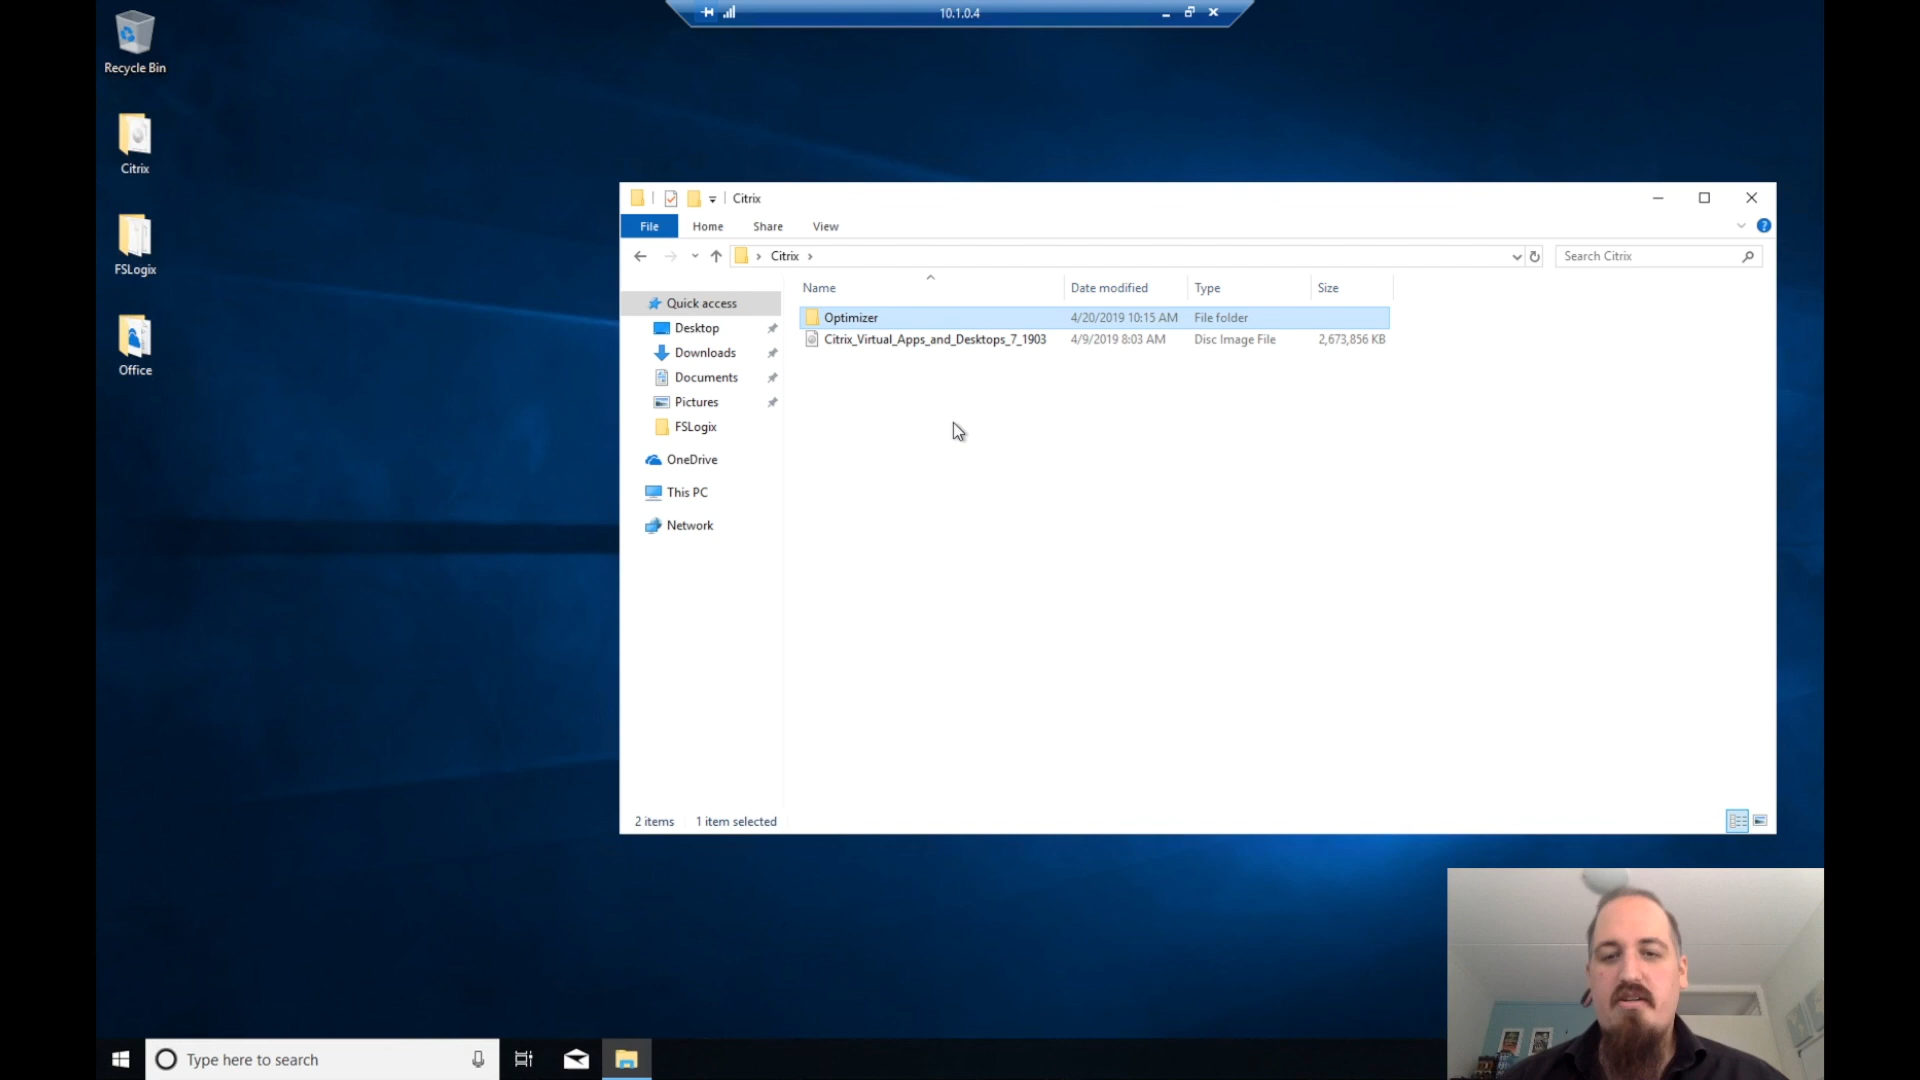 10.1.0.4
Recycle Bin
Citrix
FSLogix
Office
Citrix
File Home Share View
Citrix
Search Citrix
Name Date modified Type Size
Optimizer 4/20/2019 10:15 AM File folder
Citrix_Virtual_Apps_and_Desktops_7_1903 4/9/2019 8:03 AM Disc Image File 2,673,856 KB
Quick access
Desktop
Downloads
Documents
Pictures
FSLogix
OneDrive
This PC
Network
2 items 1 item selected
Type here to search